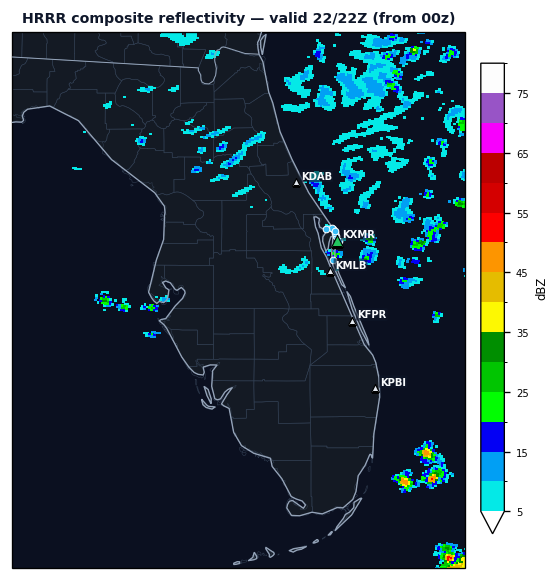 HRRR composite reflectivity — valid 22/22Z (from 00z)
KDAB
KXMR
KMLB
KFPR
KPBI
75
65
55
45
35
25
15
5
dBZ